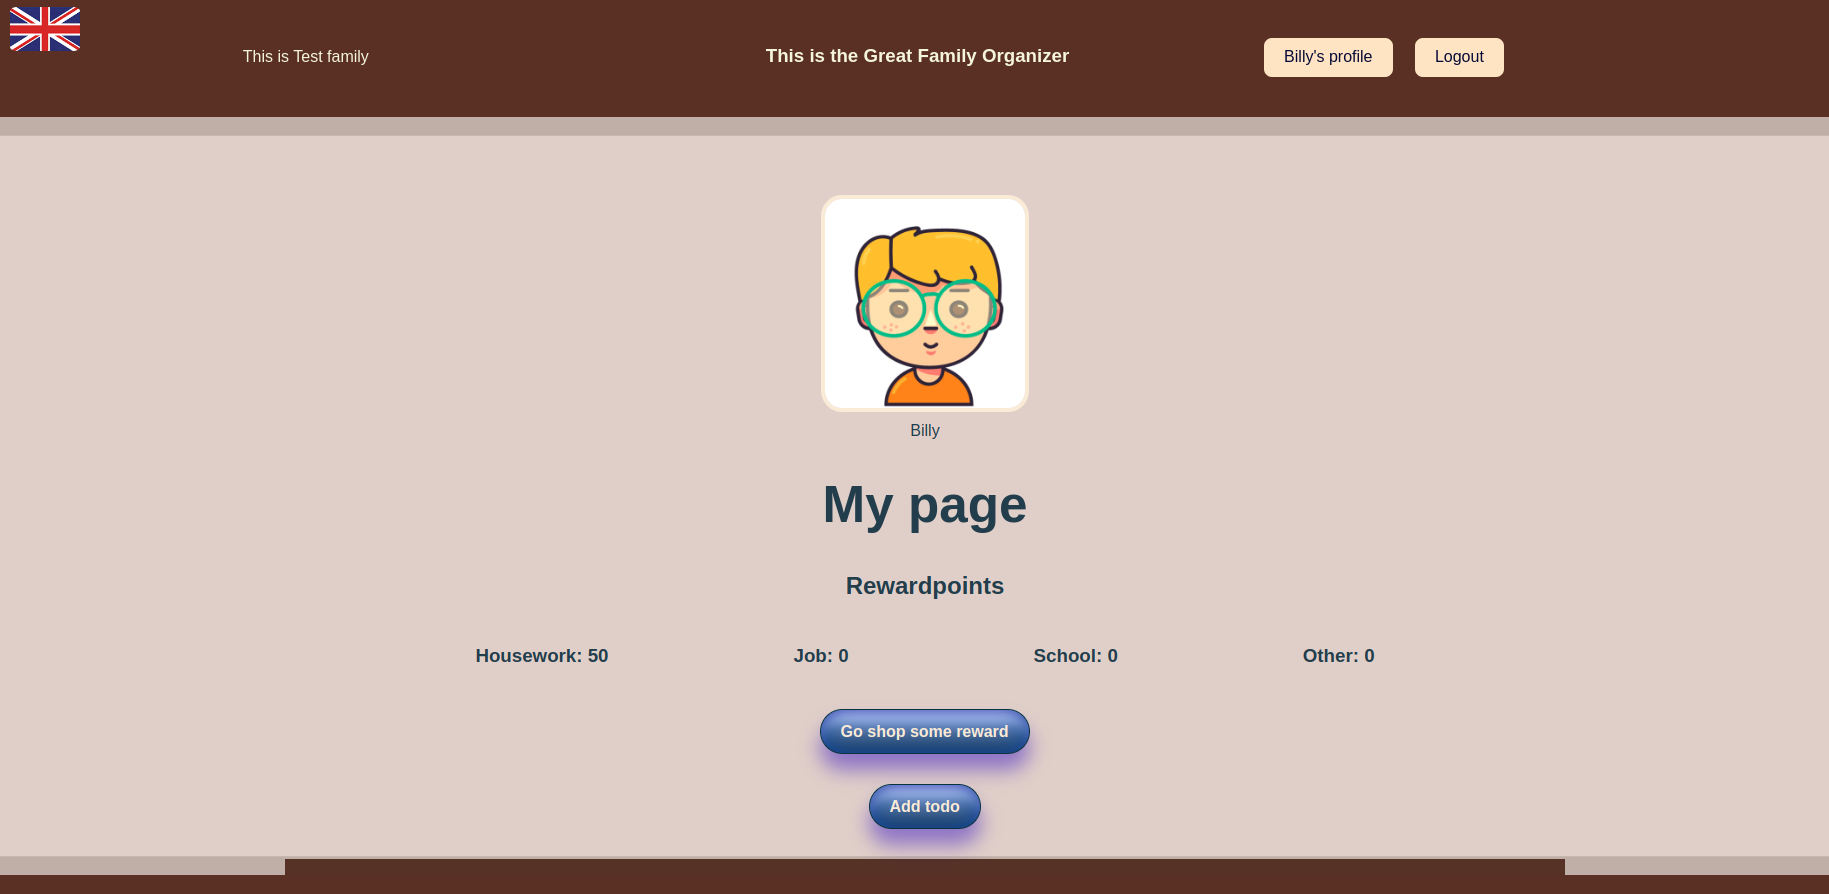 This is Test family
This is the Great Family Organizer
Billy's profile
Logout
Billy
My page
Rewardpoints
Housework: 50
Job: 0
School: 0
Other: 0
Go shop some reward
Add todo